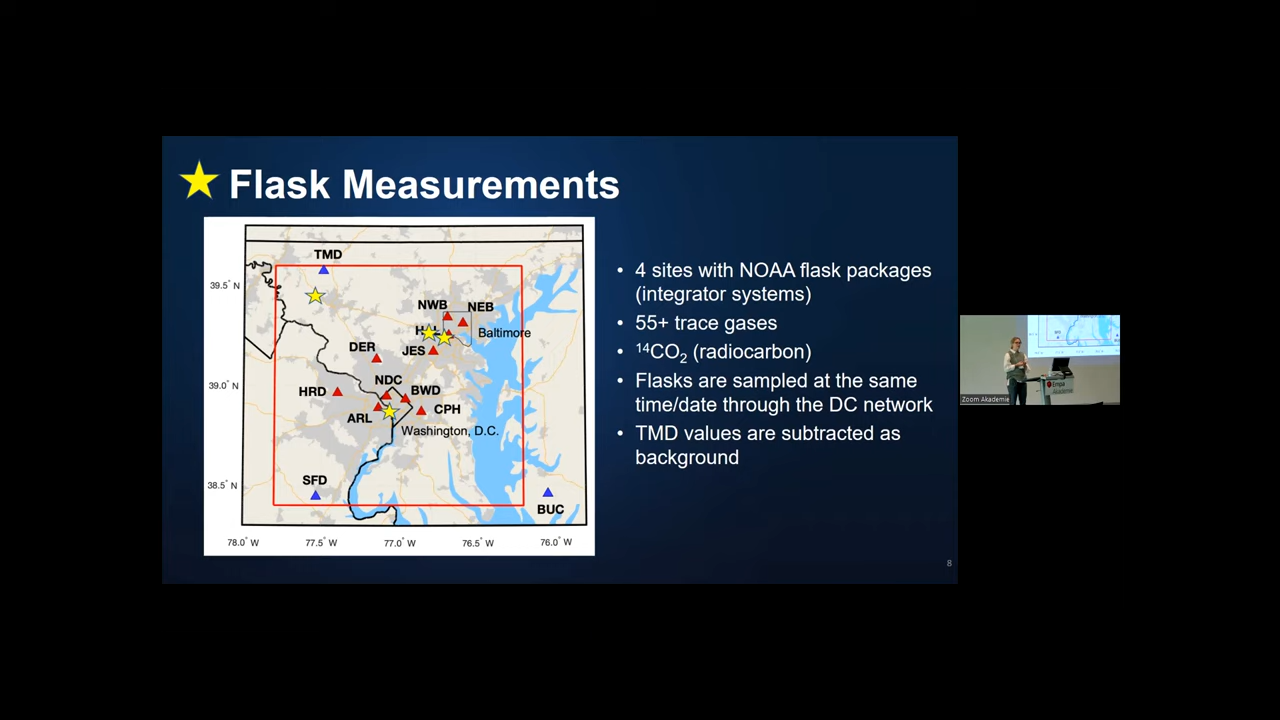 Flask Measurements
TMD
39.5° N
NWB
NEB
Baltimore
DER
JES
39.0° N
NDC
HRD
BWD
CPH
ARL
Washington, D.C.
SFD
38.5° N
BUC
78.0° W
77.5° W
77.0° W
76.5° W
76.0° W
• 4 sites with NOAA flask packages
(integrator systems)
• 55+ trace gases
• ¹⁴CO₂ (radiocarbon)
• Flasks are sampled at the same
time/date through the DC network
• TMD values are subtracted as
background
8
Empa
Akademie
Zoom Akademie